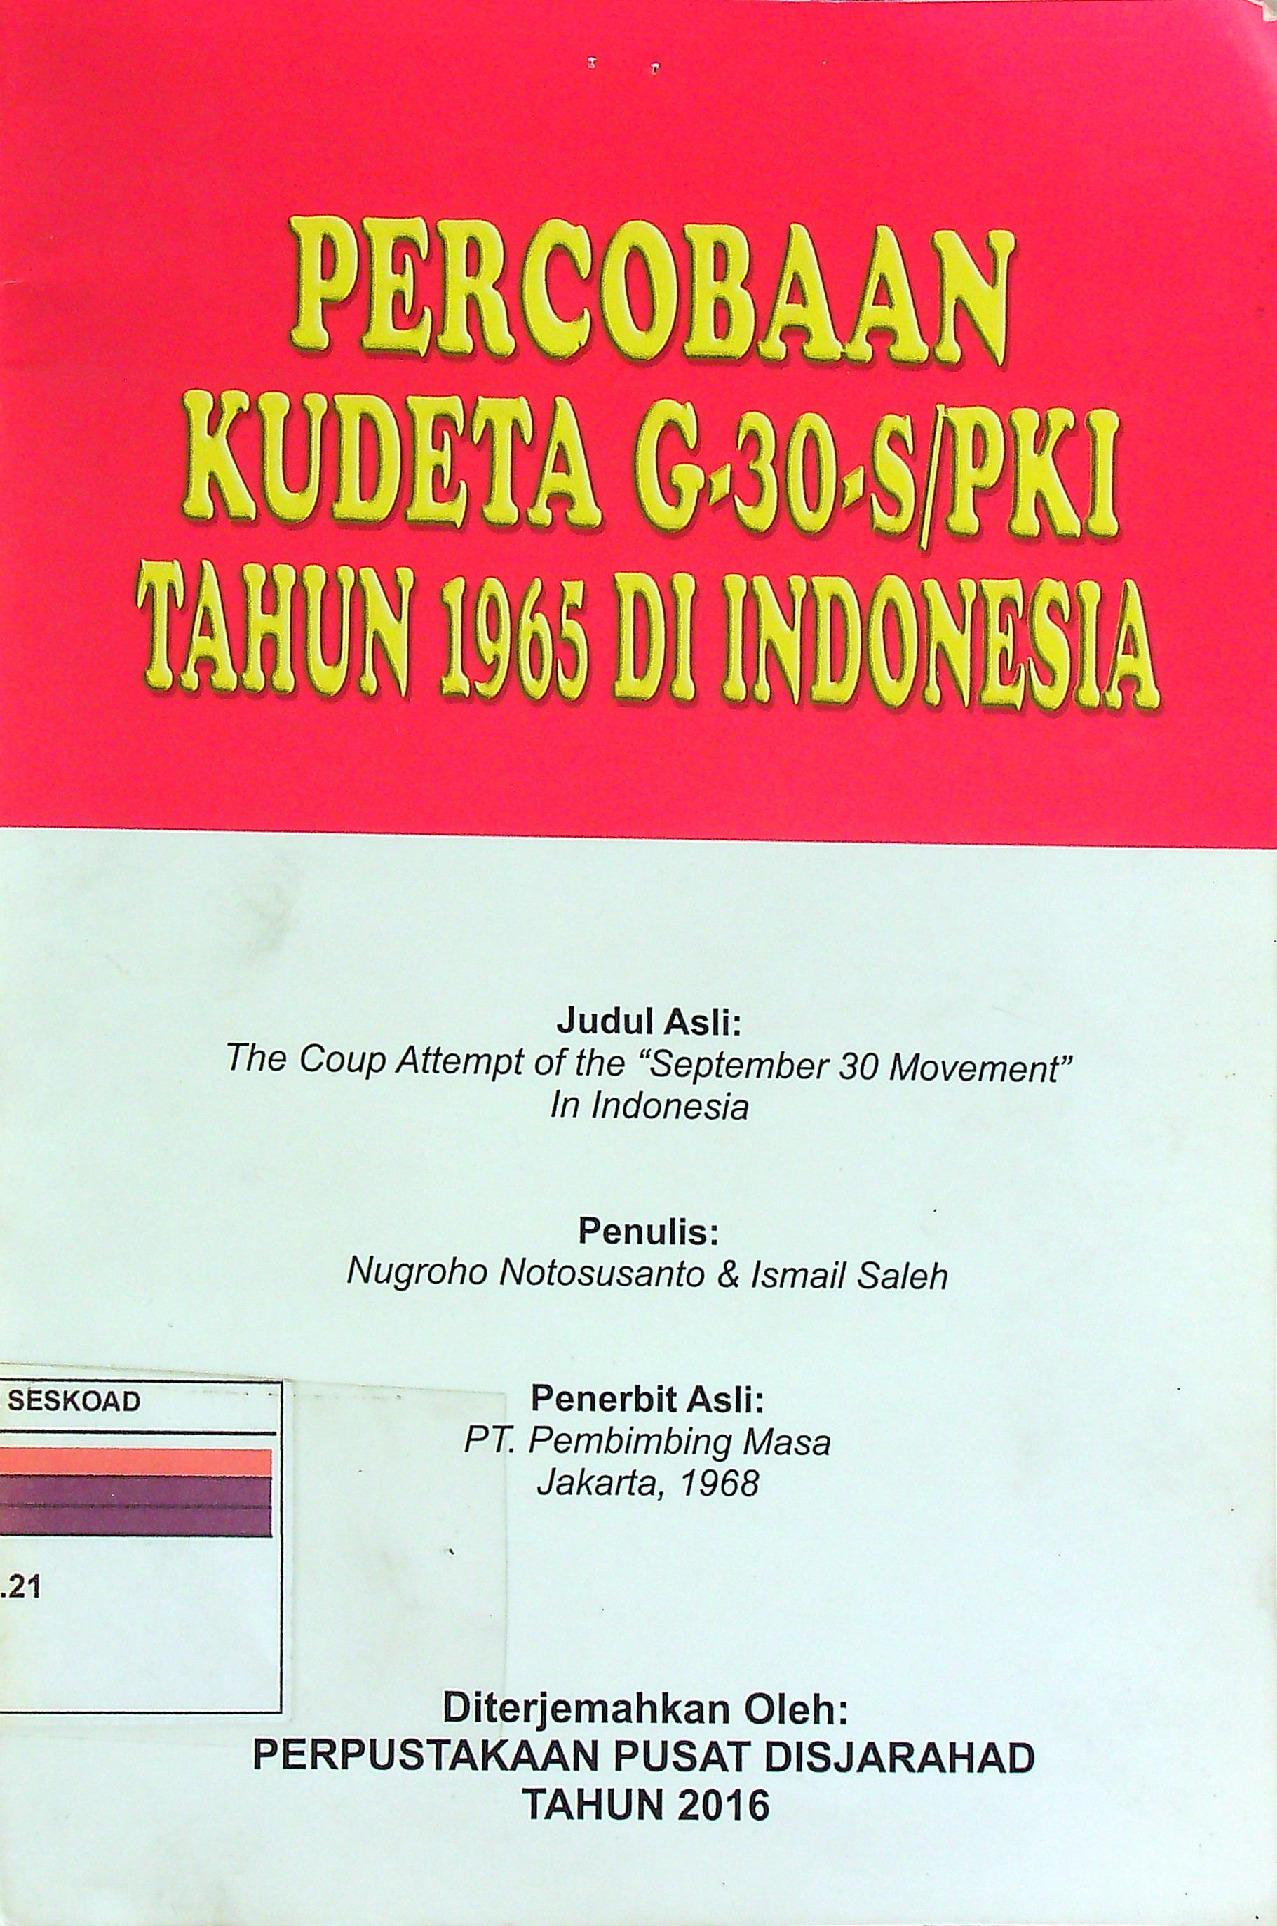 PERCOBAAN
KUDETA G-30-S/PKI
TAHUN 1965 DI INDONESIA
Judul Asli:
The Coup Attempt of the “September 30 Movement”
In Indonesia
Penulis:
Nugroho Notosusanto & Ismail Saleh
SESKOAD
.21
Penerbit Asli:
PT. Pembimbing Masa
Jakarta, 1968
Diterjemahkan Oleh:
PERPUSTAKAAN PUSAT DISJARAHAD
TAHUN 2016